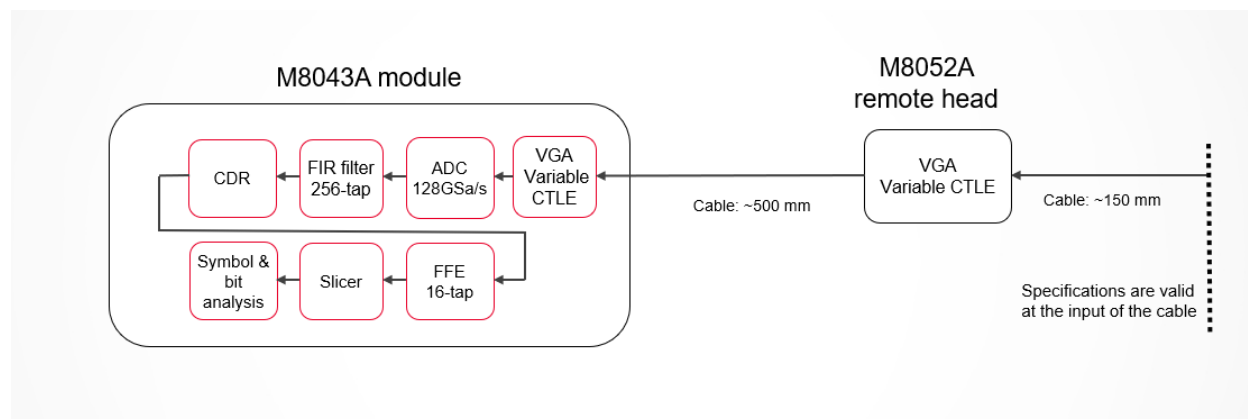 M8043A module
M8052A
remote head
CDR
FIR filter
256-tap
ADC
128GSa/s
VGA
Variable
CTLE
VGA
Variable CTLE
Cable: ~500 mm
Cable: ~150 mm
Symbol &
bit
analysis
Slicer
FFE
16-tap
Specifications are valid
at the input of the cable